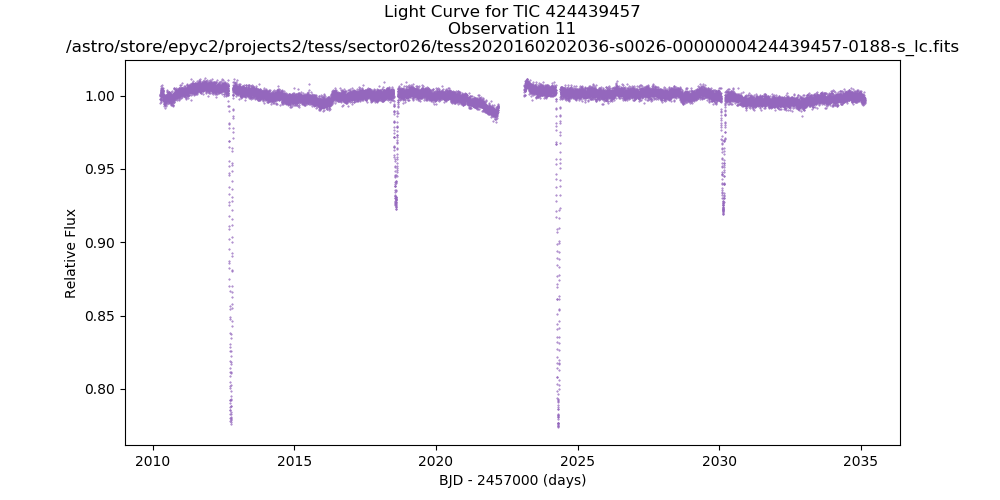 Light Curve for TIC 424439457
Observation 11
/astro/store/epyc2/projects2/tess/sector026/tess2020160202036-s0026-0000000424439457-0188-s_lc.fits
1.00
0.95
0.90
0.85
0.80
Relative Flux
2010
2015
2020
2025
2030
2035
BJD - 2457000 (days)